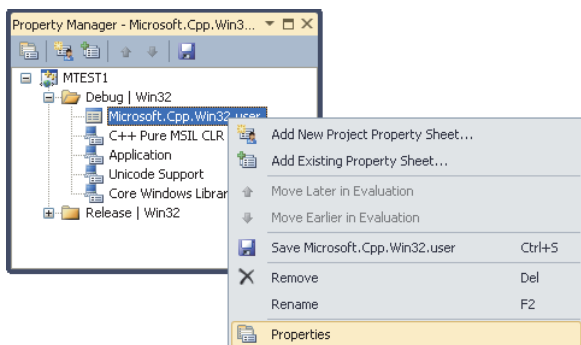 Property Manager - Microsoft.Cpp.Win3...
MTEST1
Debug | Win32
Microsoft.Cpp.Win32.user
C++ Pure MSIL CLR
Application
Unicode Support
Core Windows Librar
Release | Win32
Add New Project Property Sheet...
Add Existing Property Sheet...
Move Later in Evaluation
Move Earlier in Evaluation
Save Microsoft.Cpp.Win32.user Ctrl+S
Remove Del
Rename F2
Properties